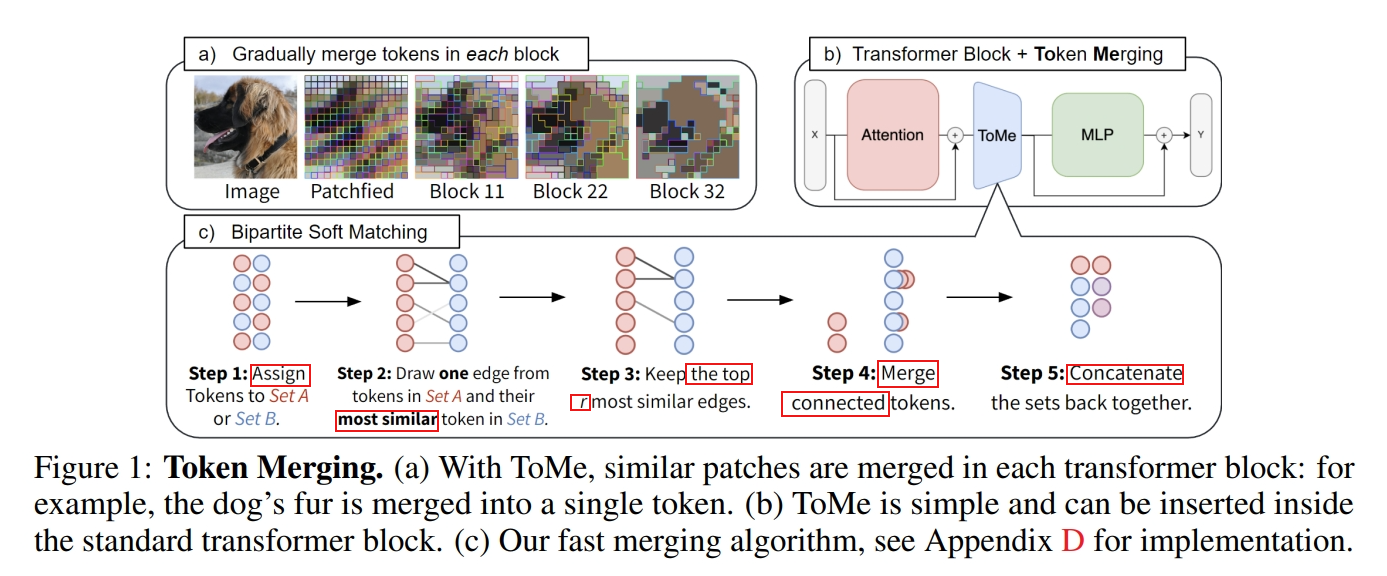 a) Gradually merge tokens in each block
Image Patchfied Block 11 Block 22 Block 32
b) Transformer Block + Token Merging
X Attention + ToMe MLP + Y
c) Bipartite Soft Matching
Step 1: Assign
Tokens to Set A
or Set B.
Step 2: Draw one edge from
tokens in Set A and their
most similar token in Set B.
Step 3: Keep the top
r most similar edges.
Step 4: Merge
connected tokens.
Step 5: Concatenate
the sets back together.
Figure 1: Token Merging. (a) With ToMe, similar patches are merged in each transformer block: for
example, the dog's fur is merged into a single token. (b) ToMe is simple and can be inserted inside
the standard transformer block. (c) Our fast merging algorithm, see Appendix D for implementation.